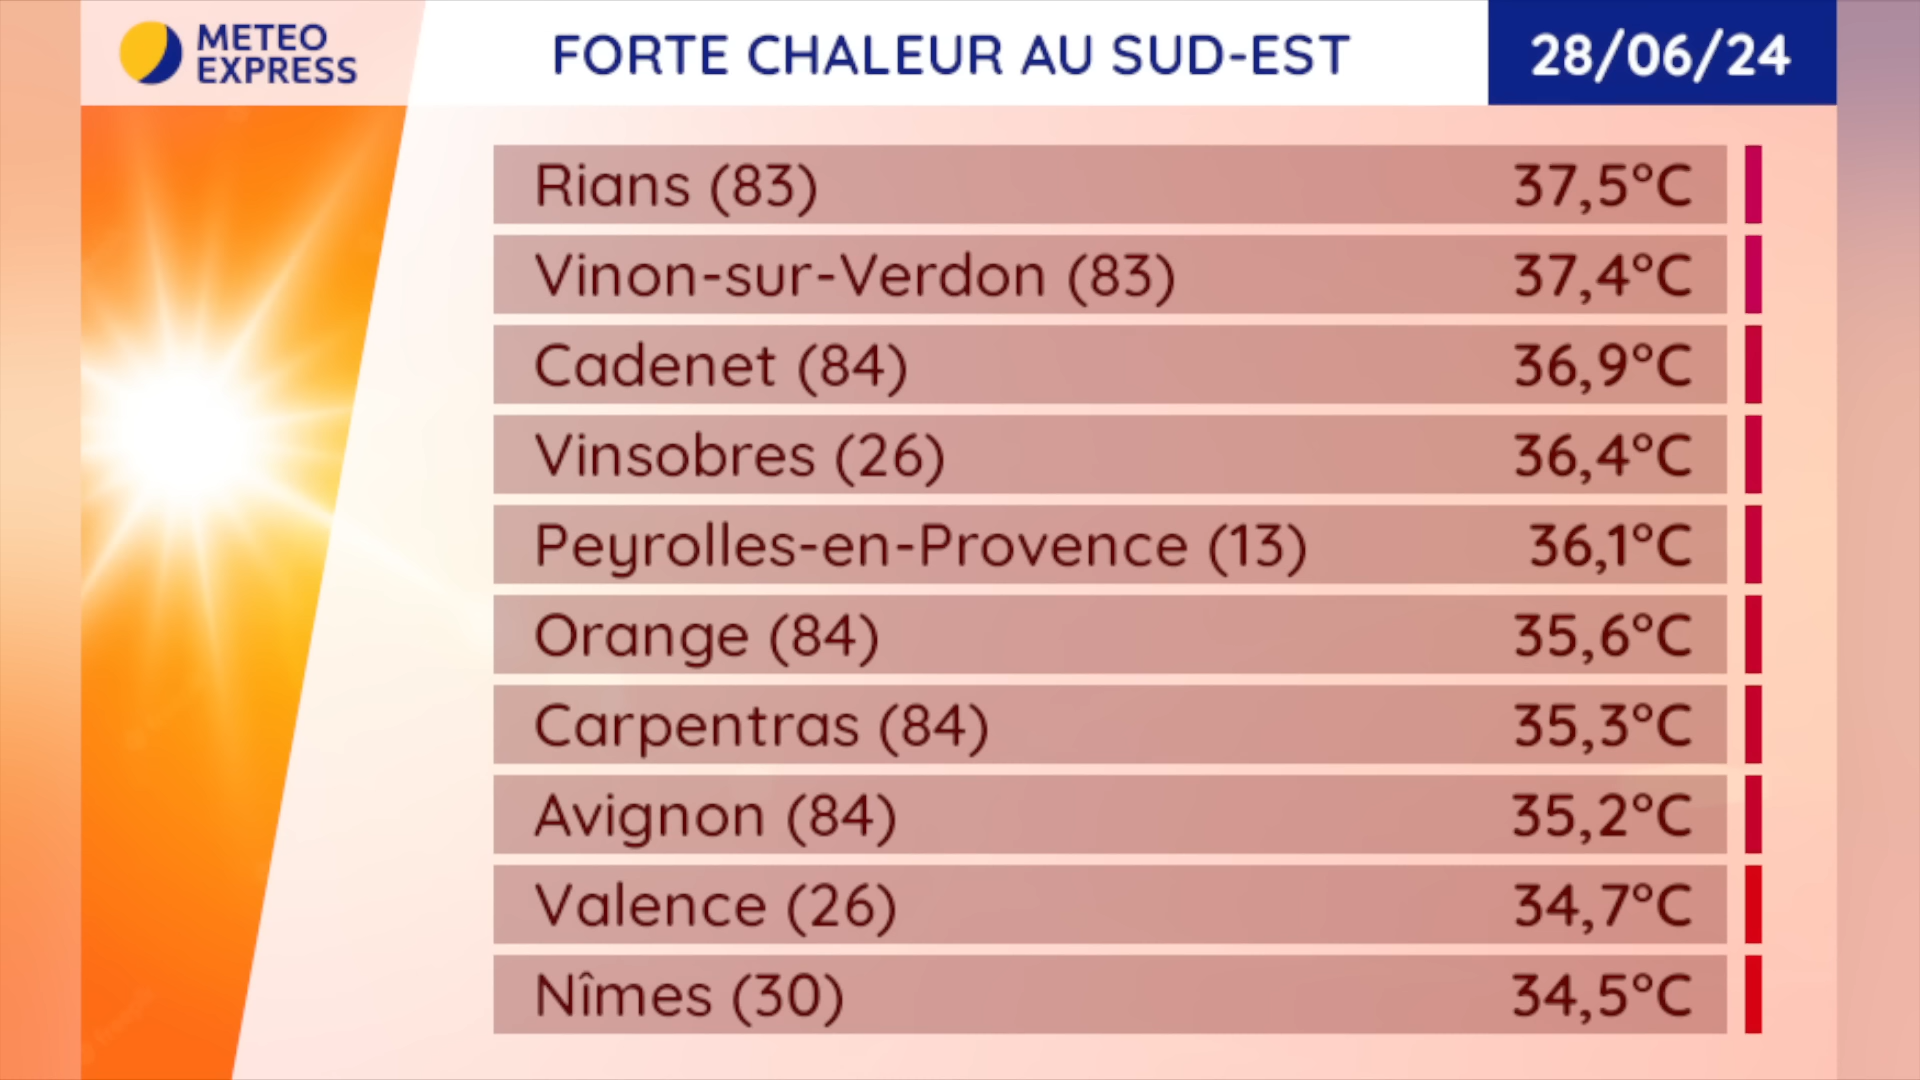 METEO
EXPRESS
FORTE CHALEUR AU SUD-EST
28/06/24
Rians (83) 37,5°C
Vinon-sur-Verdon (83) 37,4°C
Cadenet (84) 36,9°C
Vinsobres (26) 36,4°C
Peyrolles-en-Provence (13) 36,1°C
Orange (84) 35,6°C
Carpentras (84) 35,3°C
Avignon (84) 35,2°C
Valence (26) 34,7°C
Nîmes (30) 34,5°C